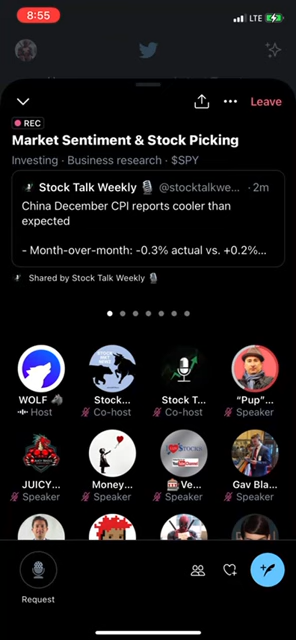 8:55
LTE
Leave
REC
Market Sentiment & Stock Picking
Investing · Business research · $SPY
Stock Talk Weekly 🎙️ @stocktalkwe... · 2m
China December CPI reports cooler than
expected
- Month-over-month: -0.3% actual vs. +0.2%...
Shared by Stock Talk Weekly 🎙️
WOLF 🐺 Stock... Stock T... “Pup”...
Host Co-host Co-host Speaker
JUICY... Money... 🎰 Ve... Gav Bla...
Speaker Speaker Speaker Speaker
Request